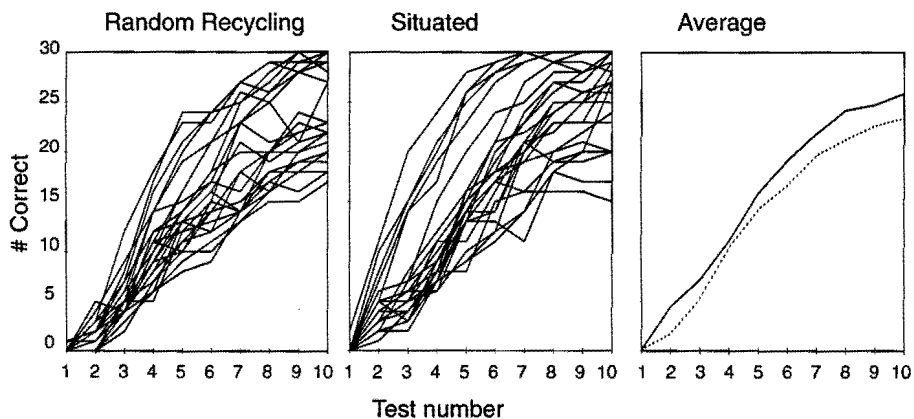 Random Recycling Situated Average
# Correct
30
25
20
15
10
5
0
1 2 3 4 5 6 7 8 9 10 1 2 3 4 5 6 7 8 9 10 1 2 3 4 5 6 7 8 9 10
Test number